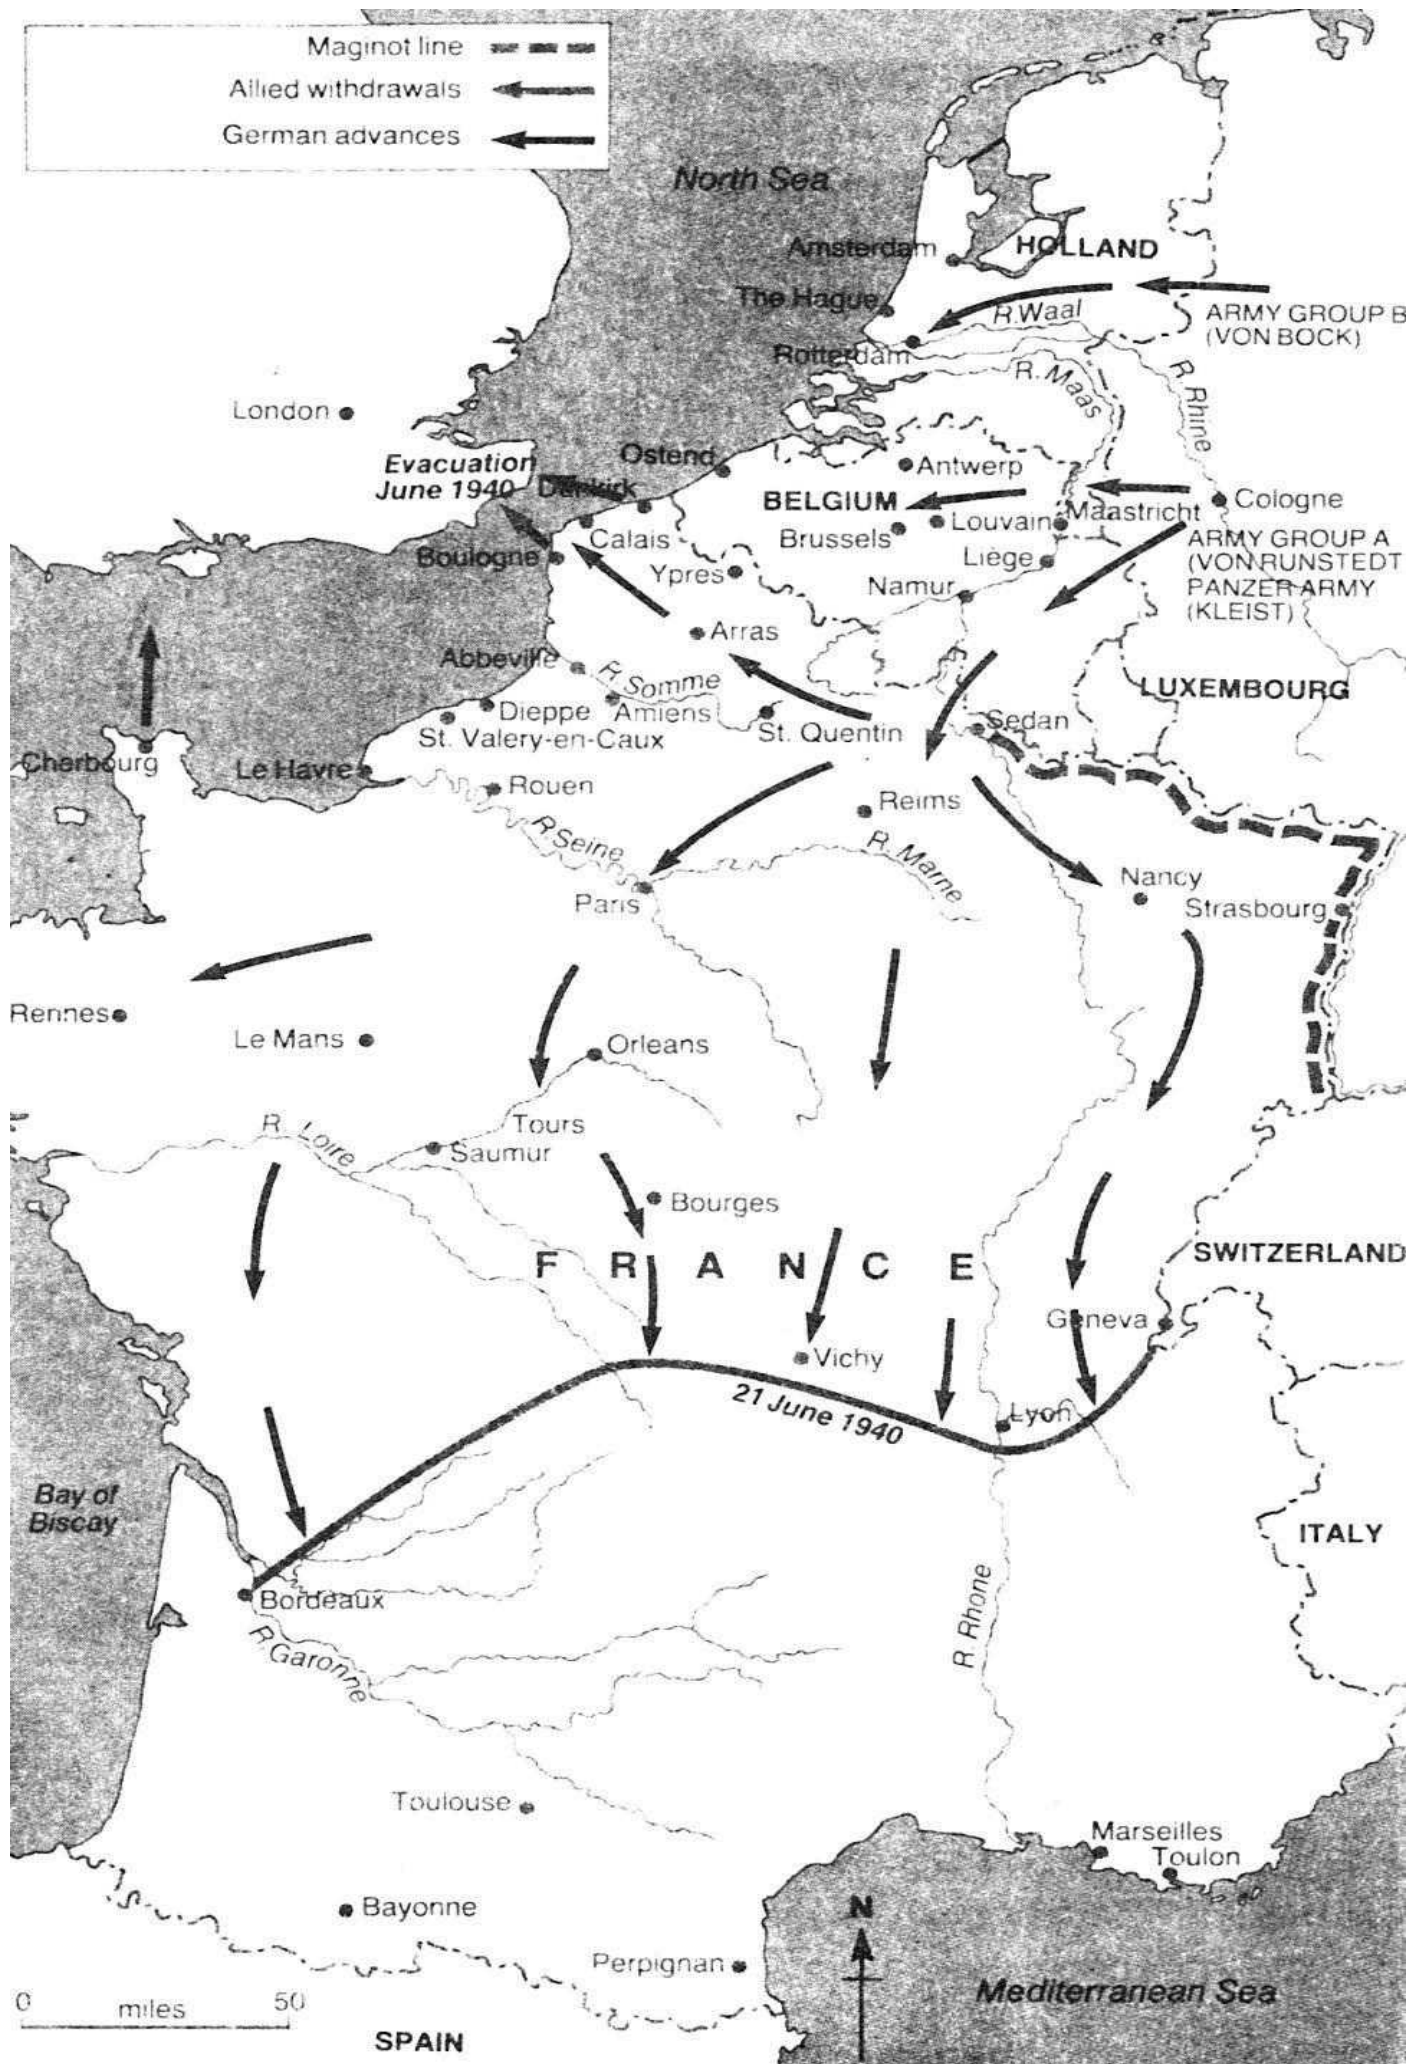 Maginot line
Allied withdrawals
German advances
North Sea
Amsterdam
HOLLAND
The Hague
R. Waal
ARMY GROUP B
(VON BOCK)
Rotterdam
R. Maas
R. Rhine
London
Evacuation
June 1940
Ostend
Dunkirk
Antwerp
BELGIUM
Cologne
Maastricht
Brussels
Louvain
Calais
Boulogne
Ypres
Liège
Namur
ARMY GROUP A
(VON RUNSTEDT
PANZER ARMY
(KLEIST)
Arras
Abbeville
R. Somme
LUXEMBOURG
Dieppe
Amiens
St. Valery-en-Caux
St. Quentin
Sedan
Cherbourg
Le Havre
Rouen
Reims
R. Seine
R. Marne
Paris
Nancy
Strasbourg
Rennes
Le Mans
Orleans
R. Loire
Tours
Saumur
Bourges
SWITZERLAND
FRANCE
Geneva
Vichy
21 June 1940
Lyon
Bay of
Biscay
ITALY
Bordeaux
R. Garonne
R. Rhone
Toulouse
Marseilles
Toulon
Bayonne
N
Perpignan
Mediterranean Sea
0 miles 50
SPAIN